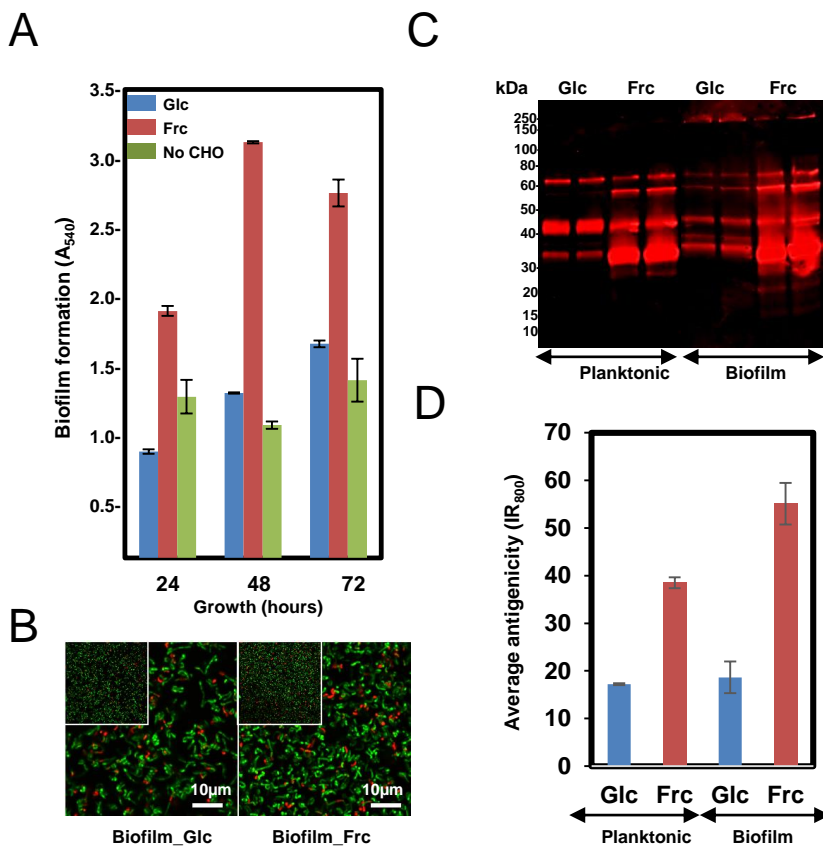 A
3.5-
3.0-
2.5-
2.0-
1.5-
1.0-
0.5-
Biofilm formation (A540)
Glc
Frc
No CHO
24 48 72
Growth (hours)
B
10µm 10µm
Biofilm_Glc Biofilm_Frc
C
kDa Glc Frc Glc Frc
250
150
100
80
60
50
40
30
20
15
10
Planktonic Biofilm
D
70
60
50
40
30
20
10
0
Average antigenicity (IR800)
Glc Frc Glc Frc
Planktonic Biofilm